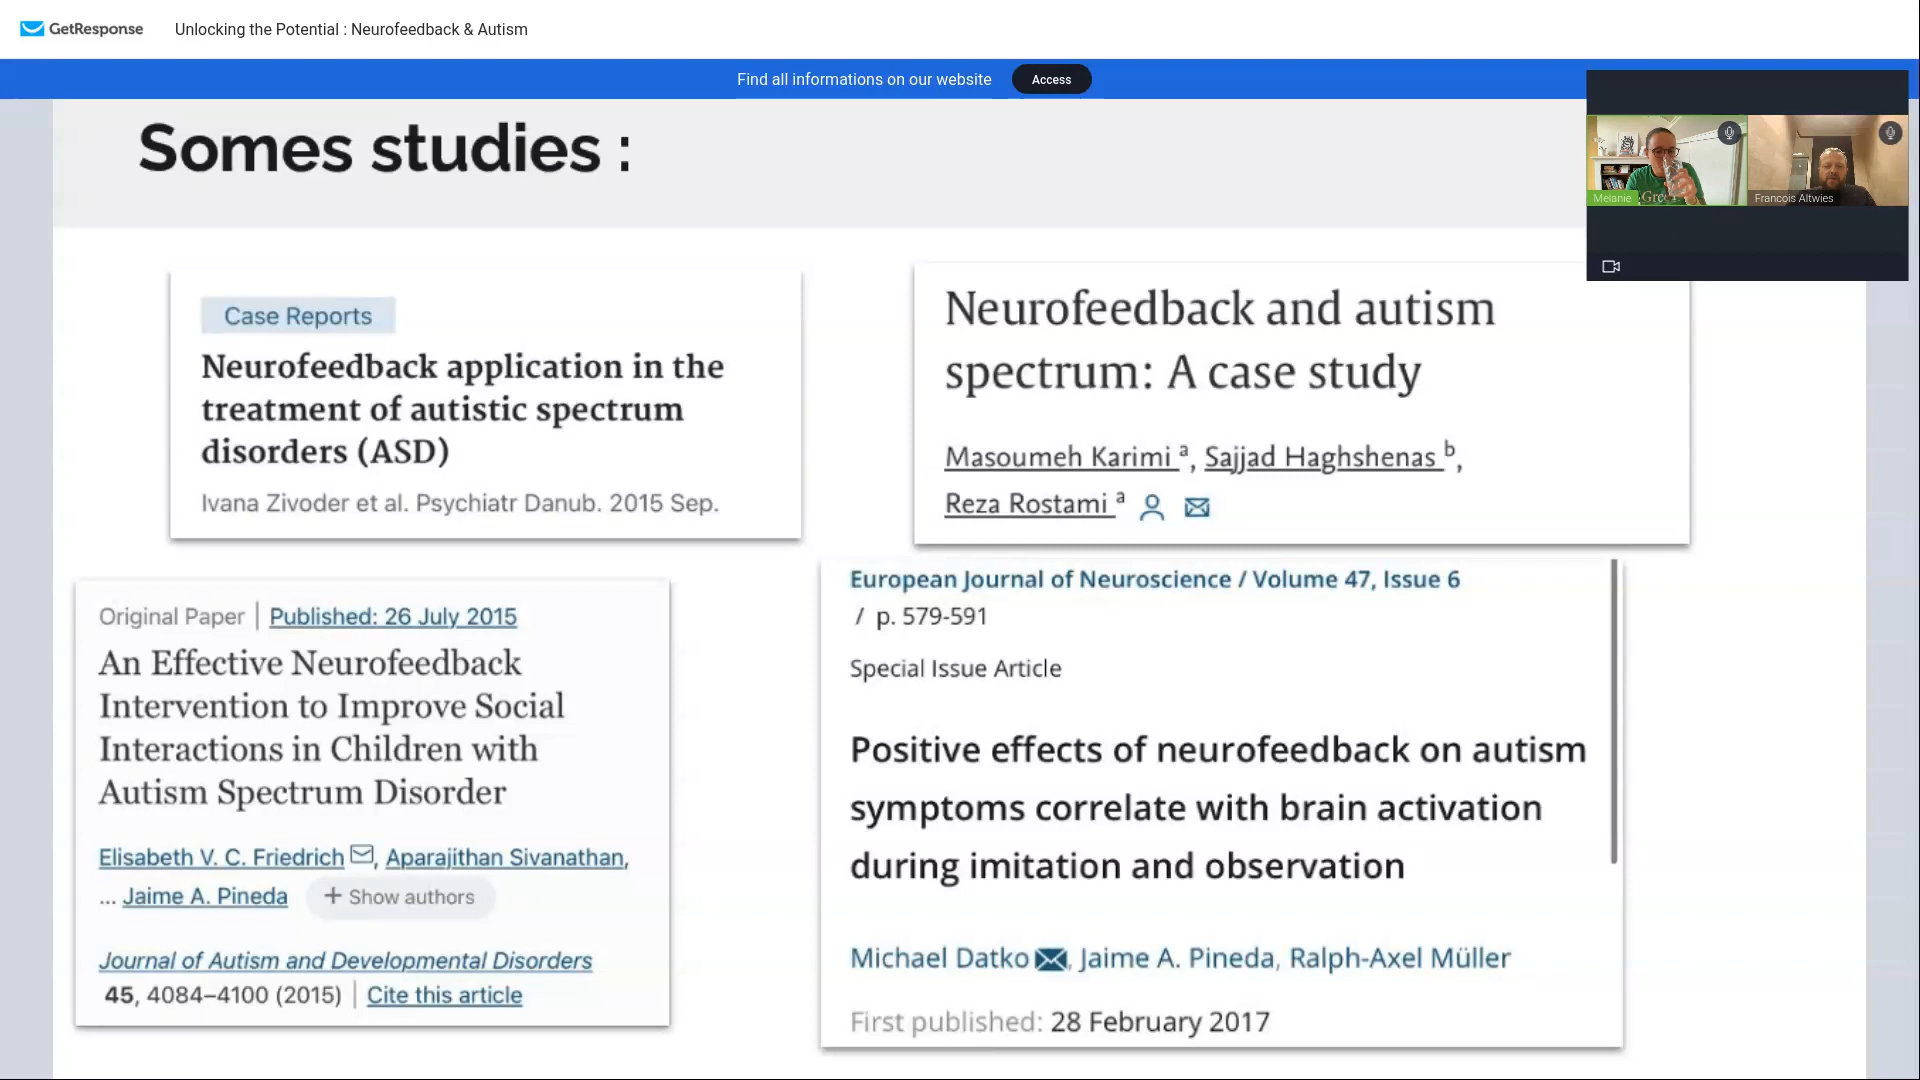 GetResponse
Unlocking the Potential : Neurofeedback & Autism
Find all informations on our website
Access
Somes studies :
Melanie
Gre
Francois Altwies
Case Reports
Neurofeedback application in the
treatment of autistic spectrum
disorders (ASD)
Ivana Zivoder et al. Psychiatr Danub. 2015 Sep.
Neurofeedback and autism
spectrum: A case study
Masoumeh Karimi a, Sajjad Haghshenas b,
Reza Rostami a
Original Paper | Published: 26 July 2015
An Effective Neurofeedback
Intervention to Improve Social
Interactions in Children with
Autism Spectrum Disorder
Elisabeth V. C. Friedrich, Aparajithan Sivanathan,
... Jaime A. Pineda + Show authors
Journal of Autism and Developmental Disorders
45, 4084–4100 (2015) | Cite this article
European Journal of Neuroscience / Volume 47, Issue 6
/ p. 579-591
Special Issue Article
Positive effects of neurofeedback on autism
symptoms correlate with brain activation
during imitation and observation
Michael Datko, Jaime A. Pineda, Ralph-Axel Müller
First published: 28 February 2017